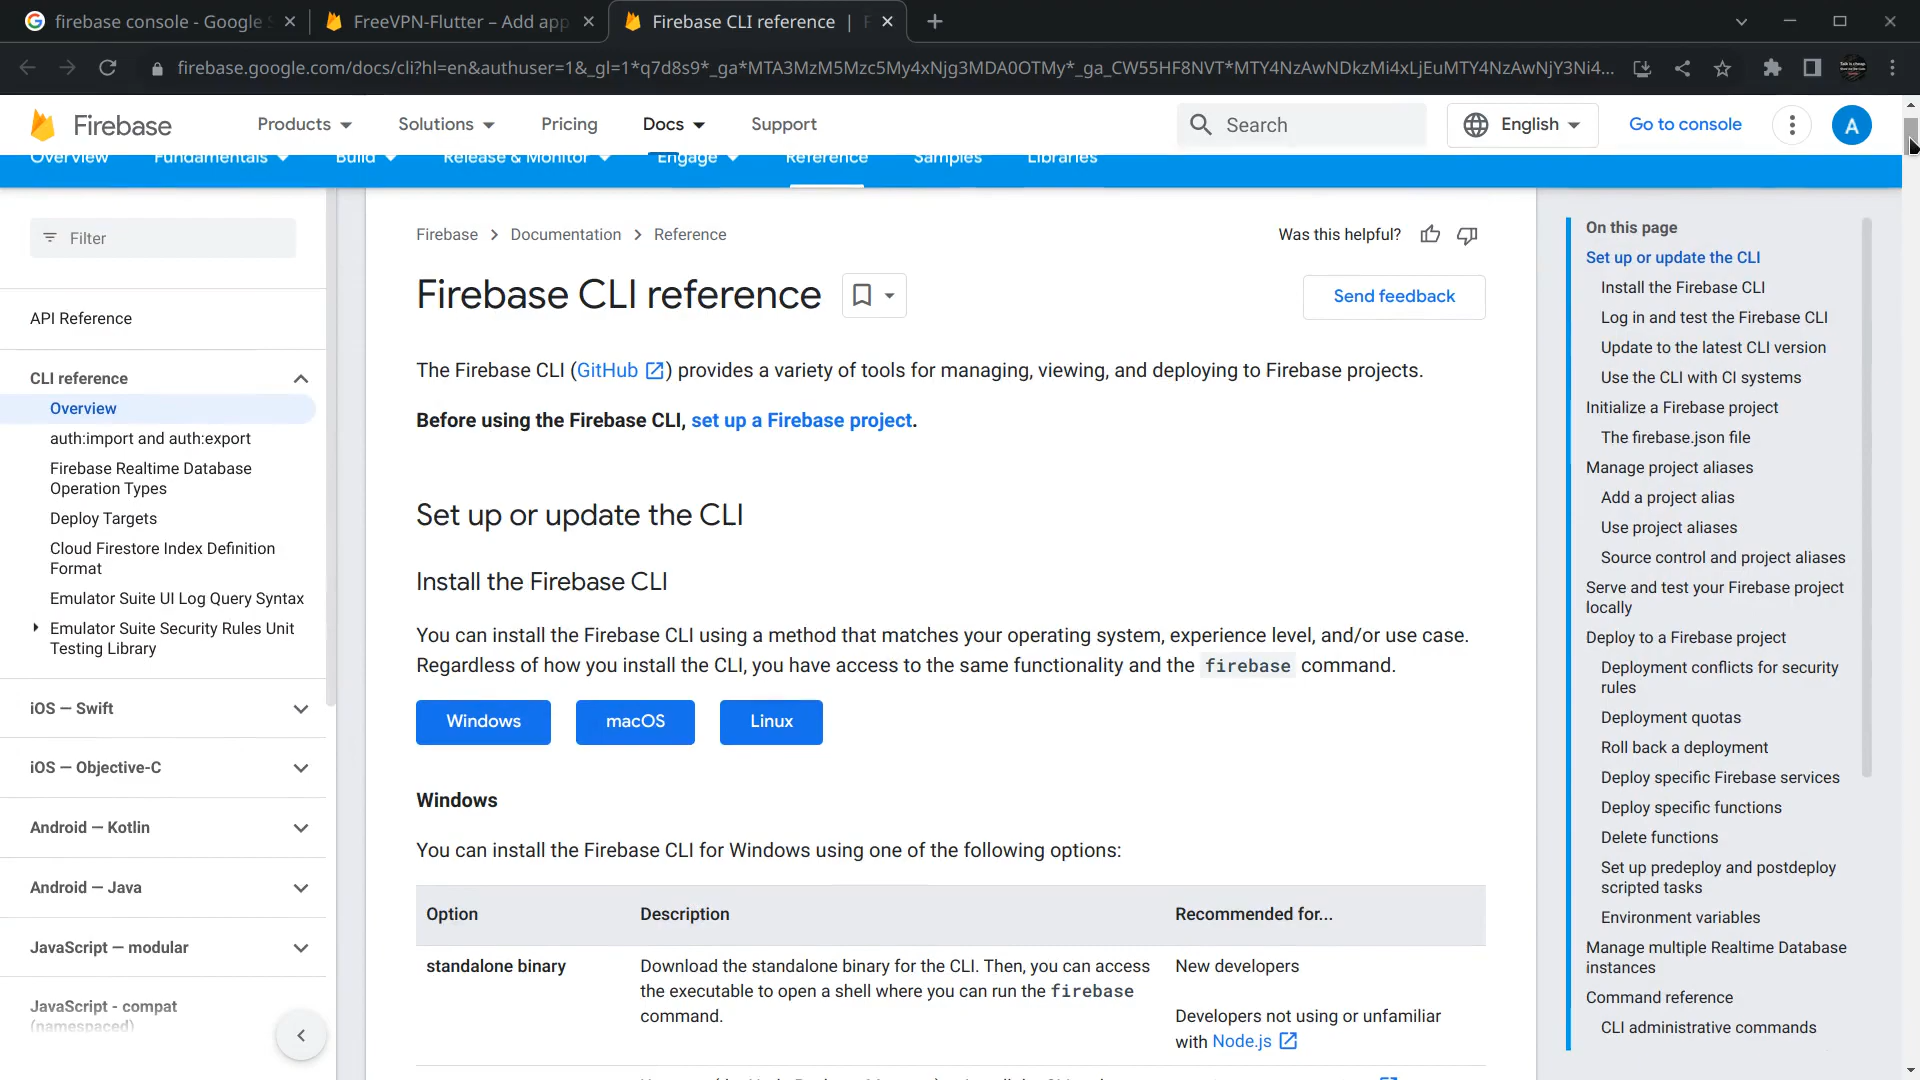 firebase console - Google S
FreeVPN-Flutter – Add app
Firebase CLI reference | F
firebase.google.com/docs/cli?hl=en&authuser=1&_gl=1*q7d8s9*_ga*MTA3MzM5Mzc5My4xNjg3MDA0OTMy*_ga_CW55HF8NVT*MTY4NzAwNDkzMi4xLjEuMTY4NzAwNjY3Ni4...
Firebase
Products
Solutions
Pricing
Docs
Support
Search
English
Go to console
A
Overview
Fundamentals
Build
Release & Monitor
Engage
Reference
Samples
Libraries
Filter
API Reference
CLI reference
Overview
auth:import and auth:export
Firebase Realtime Database
Operation Types
Deploy Targets
Cloud Firestore Index Definition
Format
Emulator Suite UI Log Query Syntax
Emulator Suite Security Rules Unit
Testing Library
iOS — Swift
iOS — Objective-C
Android — Kotlin
Android — Java
JavaScript — modular
JavaScript - compat
(namespaced)
Firebase > Documentation > Reference
Was this helpful?
Firebase CLI reference
Send feedback
The Firebase CLI (GitHub) provides a variety of tools for managing, viewing, and deploying to Firebase projects.
Before using the Firebase CLI, set up a Firebase project.
Set up or update the CLI
Install the Firebase CLI
You can install the Firebase CLI using a method that matches your operating system, experience level, and/or use case.
Regardless of how you install the CLI, you have access to the same functionality and the firebase command.
Windows
macOS
Linux
Windows
You can install the Firebase CLI for Windows using one of the following options:
Option
Description
Recommended for...
standalone binary
Download the standalone binary for the CLI. Then, you can access
the executable to open a shell where you can run the firebase
command.
New developers
Developers not using or unfamiliar
with Node.js
On this page
Set up or update the CLI
Install the Firebase CLI
Log in and test the Firebase CLI
Update to the latest CLI version
Use the CLI with CI systems
Initialize a Firebase project
The firebase.json file
Manage project aliases
Add a project alias
Use project aliases
Source control and project aliases
Serve and test your Firebase project
locally
Deploy to a Firebase project
Deployment conflicts for security
rules
Deployment quotas
Roll back a deployment
Deploy specific Firebase services
Deploy specific functions
Delete functions
Set up predeploy and postdeploy
scripted tasks
Environment variables
Manage multiple Realtime Database
instances
Command reference
CLI administrative commands